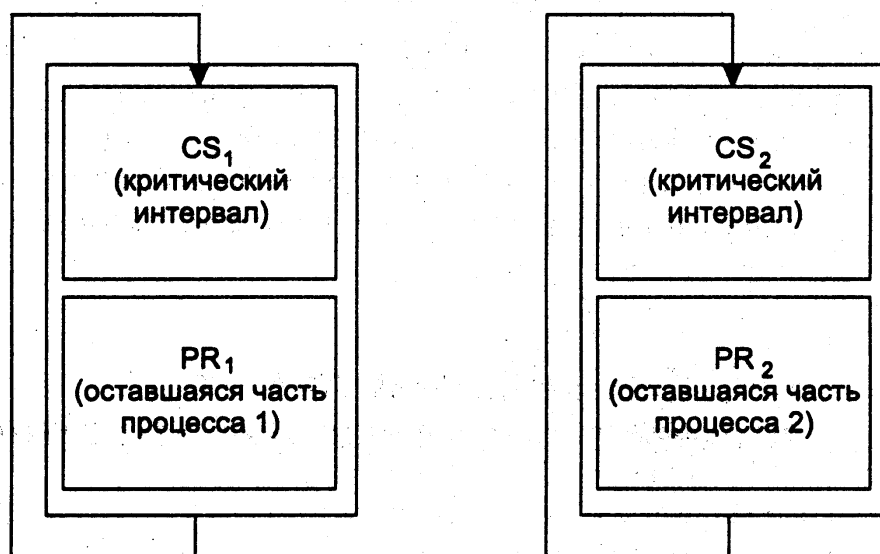 CS₁
(критический
интервал)
PR₁
(оставшаяся часть
процесса 1)
CS₂
(критический
интервал)
PR₂
(оставшаяся часть
процесса 2)